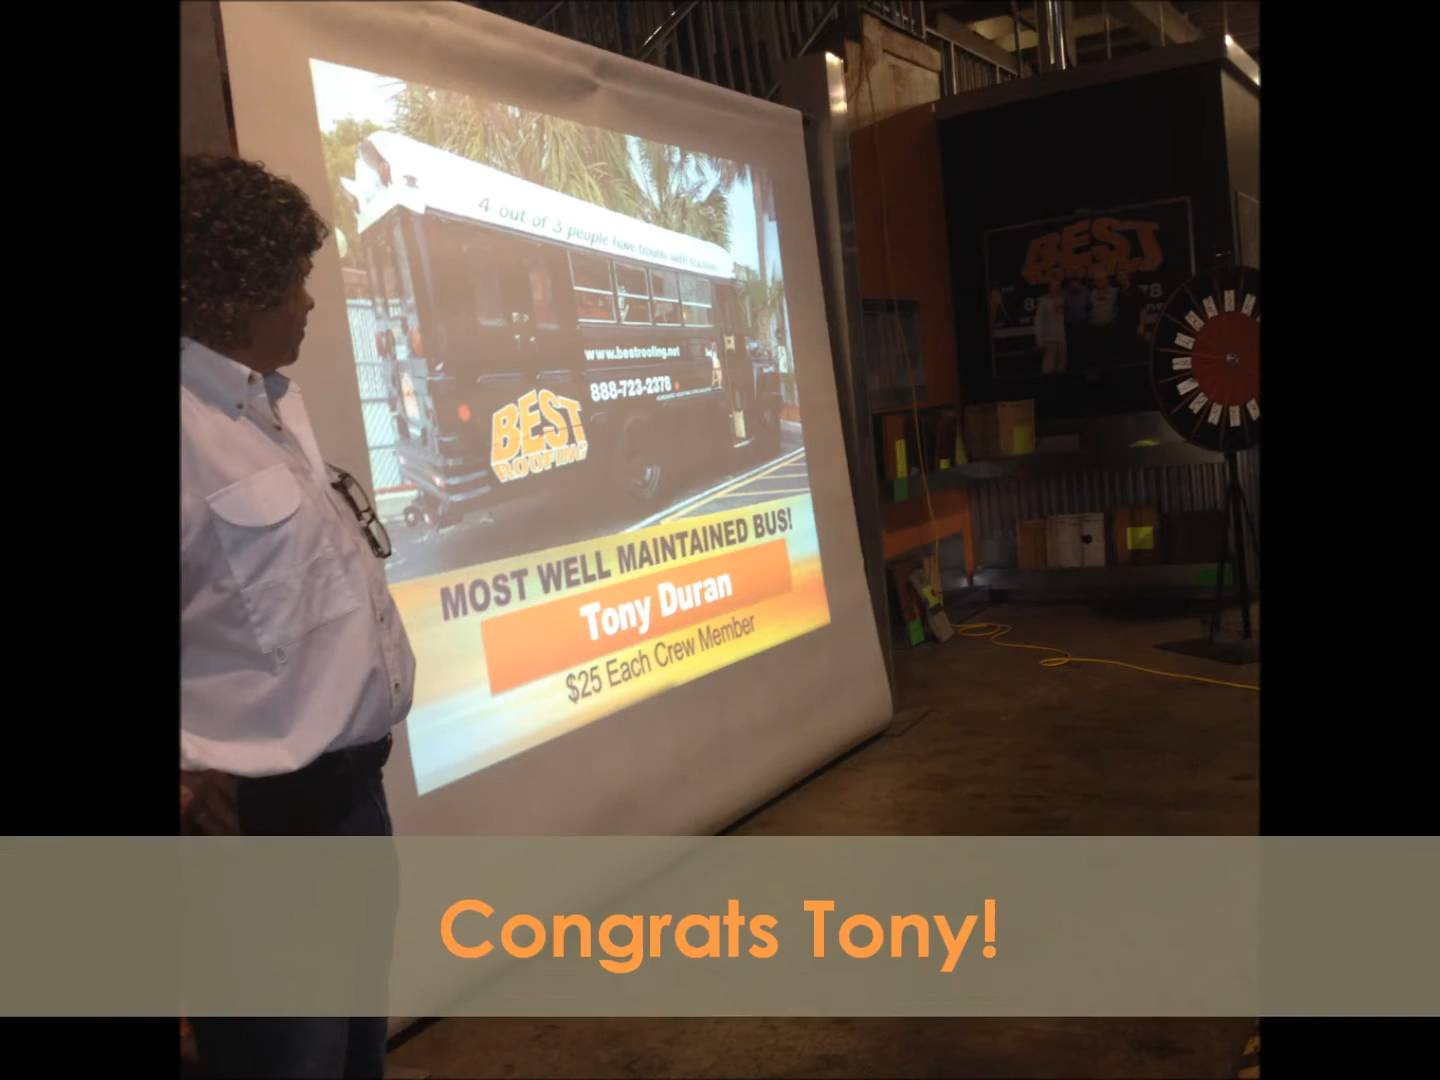 4 out of 3 people have trouble with fractions
www.bestroofing.net
888-723-2378
BEST
ROOFING
MOST WELL MAINTAINED BUS!
Tony Duran
$25 Each Crew Member
BEST
78
Congrats Tony!